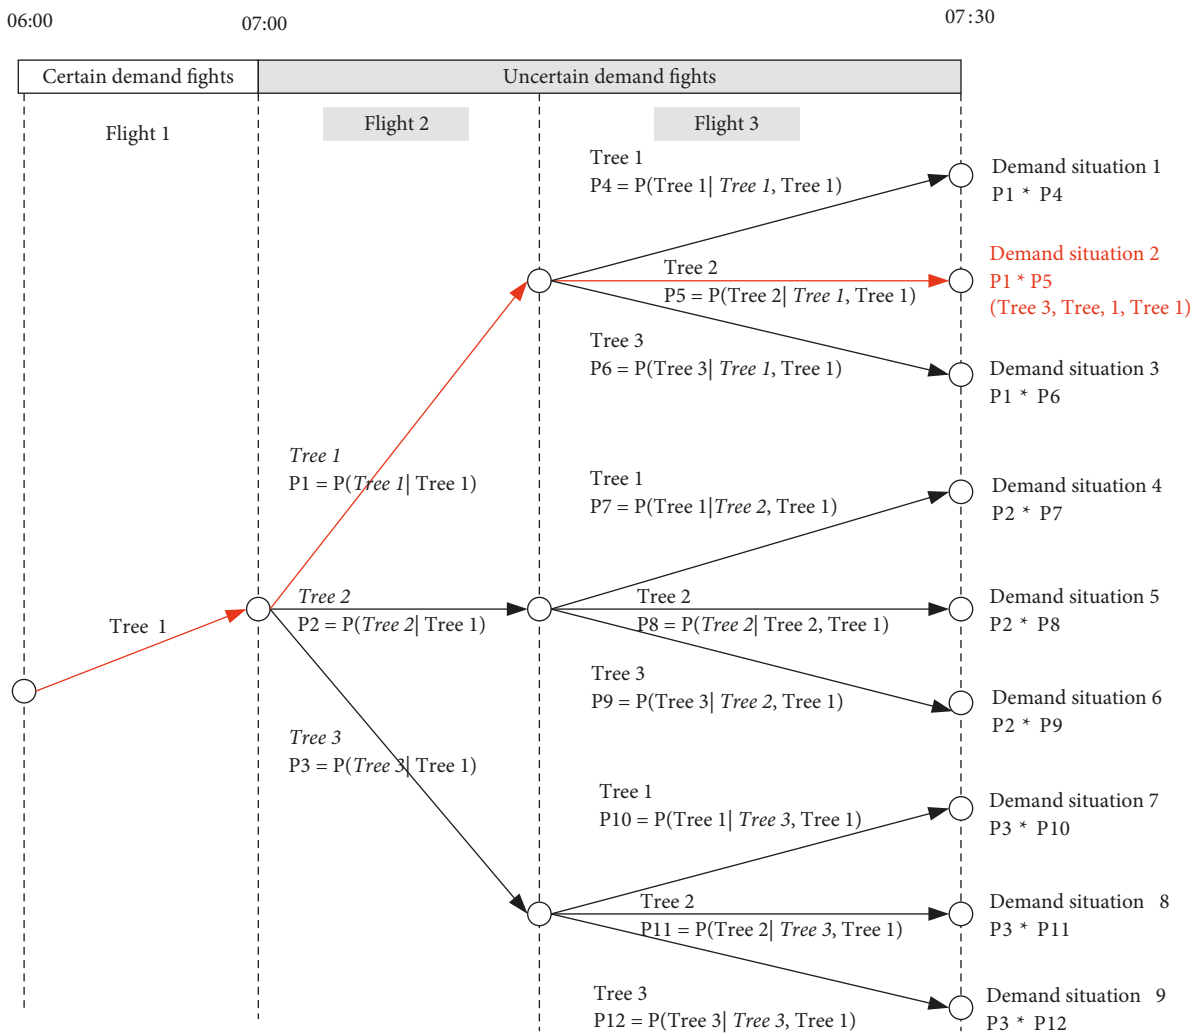 06:00
07:00
07:30
Certain demand fights
Uncertain demand fights
Flight 1
Flight 2
Flight 3
Tree 1
P4 = P(Tree 1| Tree 1, Tree 1)
Demand situation 1
P1 * P4
Tree 2
P5 = P(Tree 2| Tree 1, Tree 1)
Demand situation 2
P1 * P5
(Tree 3, Tree, 1, Tree 1)
Tree 3
P6 = P(Tree 3| Tree 1, Tree 1)
Demand situation 3
P1 * P6
Tree 1
P1 = P(Tree 1| Tree 1)
Tree 1
P7 = P(Tree 1|Tree 2, Tree 1)
Demand situation 4
P2 * P7
Tree 1
Tree 2
P2 = P(Tree 2| Tree 1)
Tree 2
P8 = P(Tree 2| Tree 2, Tree 1)
Demand situation 5
P2 * P8
Tree 3
P9 = P(Tree 3| Tree 2, Tree 1)
Demand situation 6
P2 * P9
Tree 3
P3 = P(Tree 3| Tree 1)
Tree 1
P10 = P(Tree 1| Tree 3, Tree 1)
Demand situation 7
P3 * P10
Tree 2
P11 = P(Tree 2| Tree 3, Tree 1)
Demand situation 8
P3 * P11
Tree 3
P12 = P(Tree 3| Tree 3, Tree 1)
Demand situation 9
P3 * P12